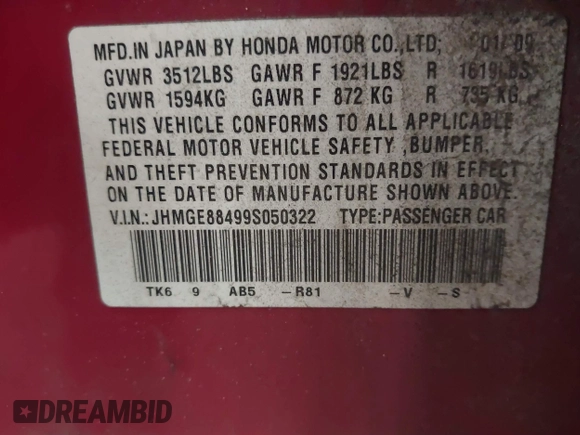 MFD.IN JAPAN BY HONDA MOTOR CO.,LTD; 01/09
GVWR 3512LBS GAWR F 1921LBS R 1619LBS
GVWR 1594KG GAWR F 872 KG R 735 KG
THIS VEHICLE CONFORMS TO ALL APPLICABLE
FEDERAL MOTOR VEHICLE SAFETY ,BUMPER,
AND THEFT PREVENTION STANDARDS IN EFFECT
ON THE DATE OF MANUFACTURE SHOWN ABOVE.
V.I.N.:JHMGE88499S050322 TYPE:PASSENGER CAR
TK6 9 AB5 -R81 -V -S
DREAMBID